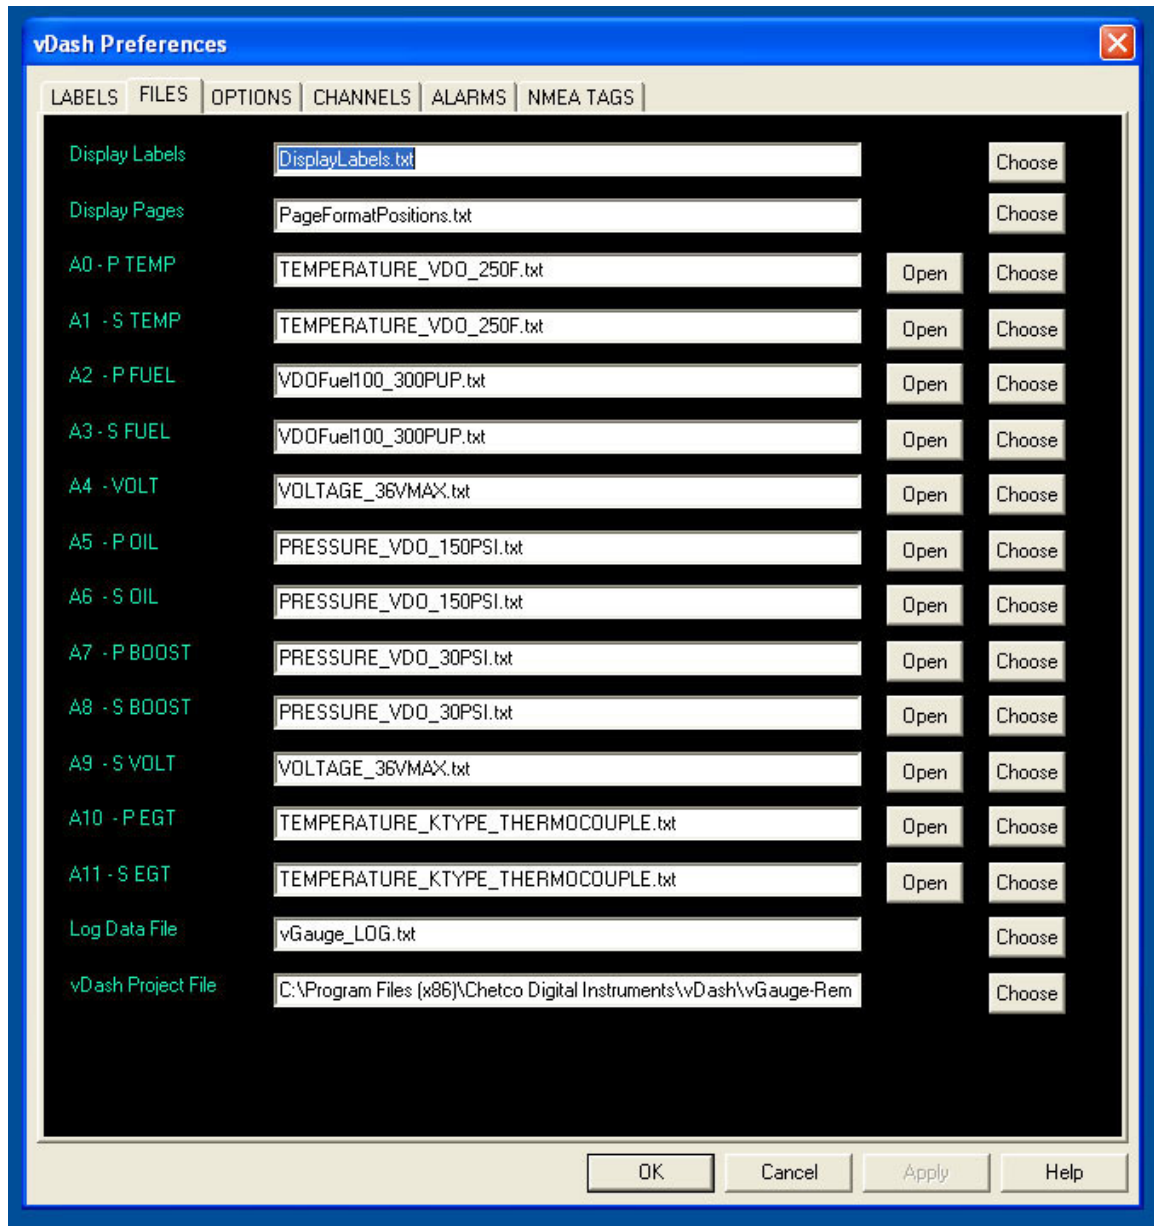 vDash Preferences
LABELS FILES OPTIONS CHANNELS ALARMS NMEA TAGS
Display Labels DisplayLabels.txt Choose
Display Pages PageFormatPositions.txt Choose
A0 - P TEMP TEMPERATURE_VDO_250F.txt Open Choose
A1 - S TEMP TEMPERATURE_VDO_250F.txt Open Choose
A2 - P FUEL VDOFuel100_300PUP.txt Open Choose
A3 - S FUEL VDOFuel100_300PUP.txt Open Choose
A4 - VOLT VOLTAGE_36VMAX.txt Open Choose
A5 - P OIL PRESSURE_VDO_150PSI.txt Open Choose
A6 - S OIL PRESSURE_VDO_150PSI.txt Open Choose
A7 - P BOOST PRESSURE_VDO_30PSI.txt Open Choose
A8 - S BOOST PRESSURE_VDO_30PSI.txt Open Choose
A9 - S VOLT VOLTAGE_36VMAX.txt Open Choose
A10 - P EGT TEMPERATURE_KTYPE_THERMOCOUPLE.txt Open Choose
A11 - S EGT TEMPERATURE_KTYPE_THERMOCOUPLE.txt Open Choose
Log Data File vGauge_LOG.txt Choose
vDash Project File C:\Program Files (x86)\Chetco Digital Instruments\vDash\vGauge-Rem Choose
OK Cancel Apply Help